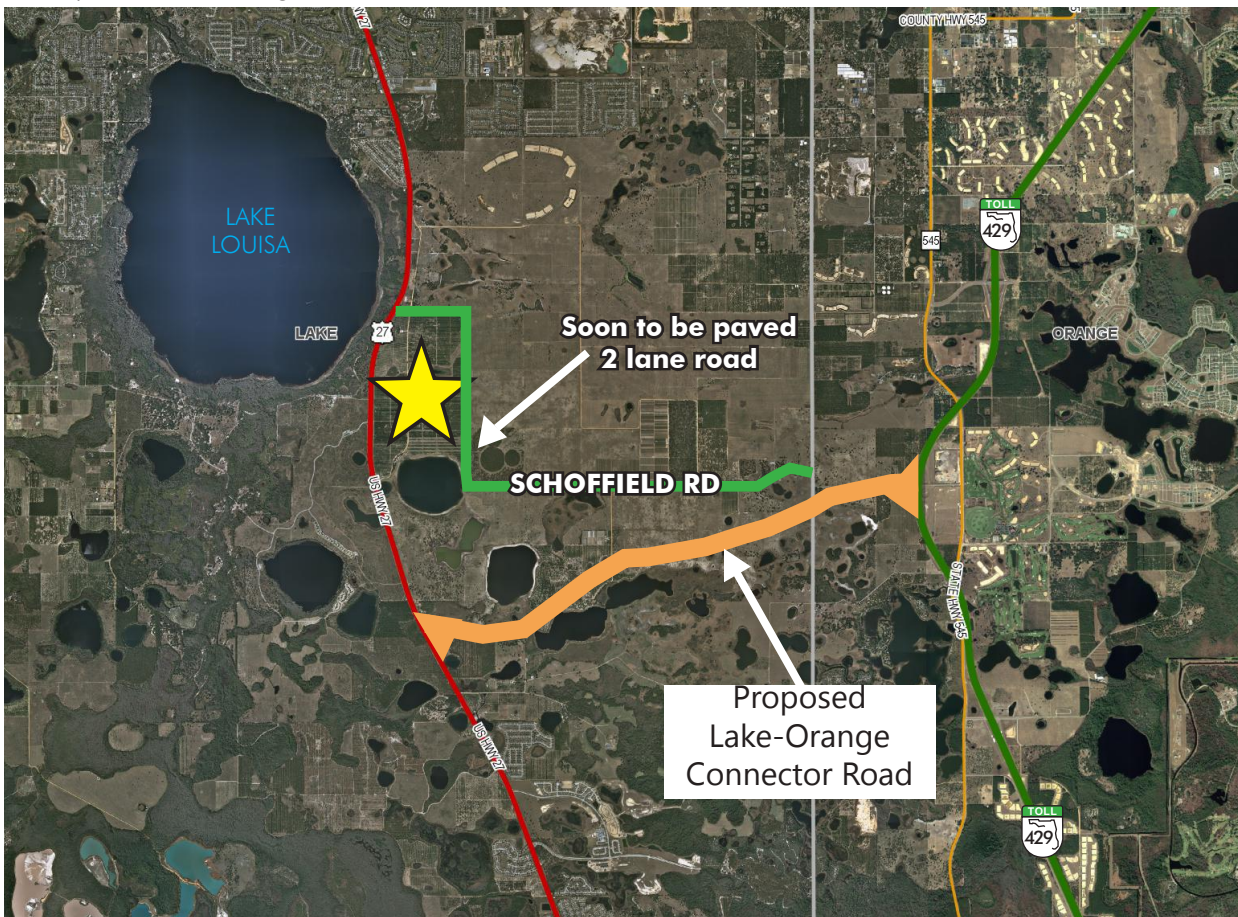 COUNTY HWY 545
LAKE
LOUISA
TOLL
429
545
LAKE
27
Soon to be paved
2 lane road
ORANGE
US HWY 27
SCHOFFIELD RD
STATE HWY 545
Proposed
Lake-Orange
Connector Road
US HWY 27
TOLL
429